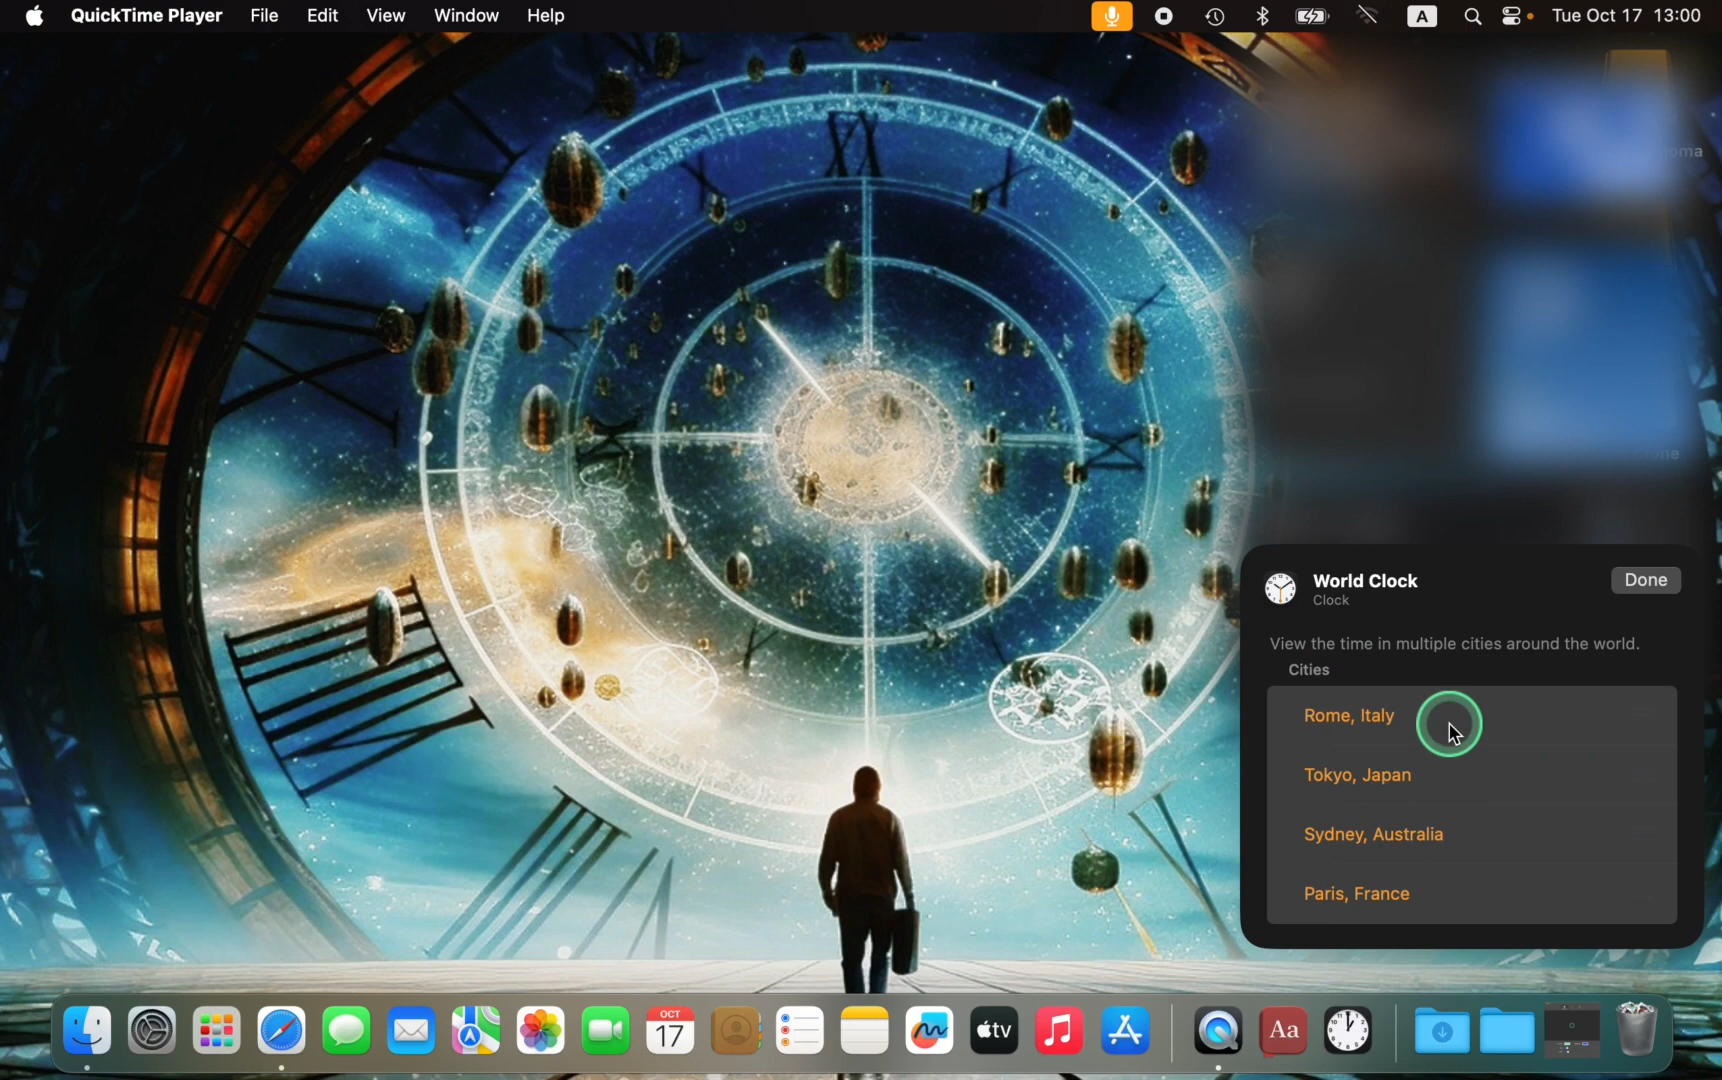 QuickTime Player File Edit View Window Help A Tue Oct 17 13:00
World Clock
Done
Clock
View the time in multiple cities around the world.
Cities
Rome, Italy
Tokyo, Japan
Sydney, Australia
Paris, France
OCT
17
tv
Aa